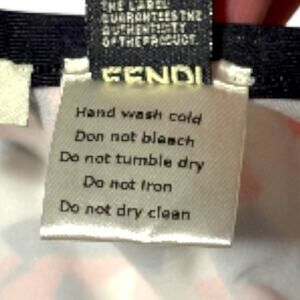 THE LABEL
GUARANTEES THE
AUTHENTICITY
OF THE PRODUCT.
FENDI
Hand wash cold
Don not bleach
Do not tumble dry
Do not Iron
Do not dry clean